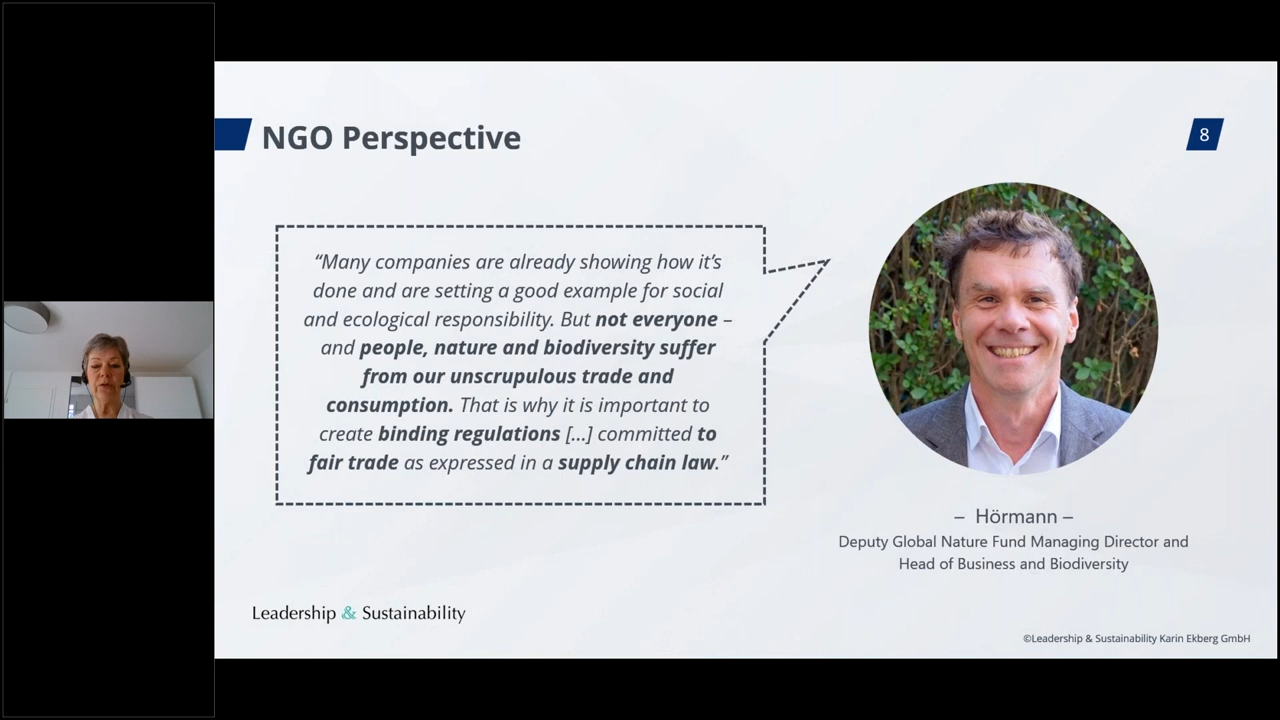 NGO Perspective
8
“Many companies are already showing how it’s
done and are setting a good example for social
and ecological responsibility. But not everyone –
and people, nature and biodiversity suffer
from our unscrupulous trade and
consumption. That is why it is important to
create binding regulations [...] committed to
fair trade as expressed in a supply chain law.”
– Hörmann –
Deputy Global Nature Fund Managing Director and
Head of Business and Biodiversity
Leadership & Sustainability
©Leadership & Sustainability Karin Ekberg GmbH